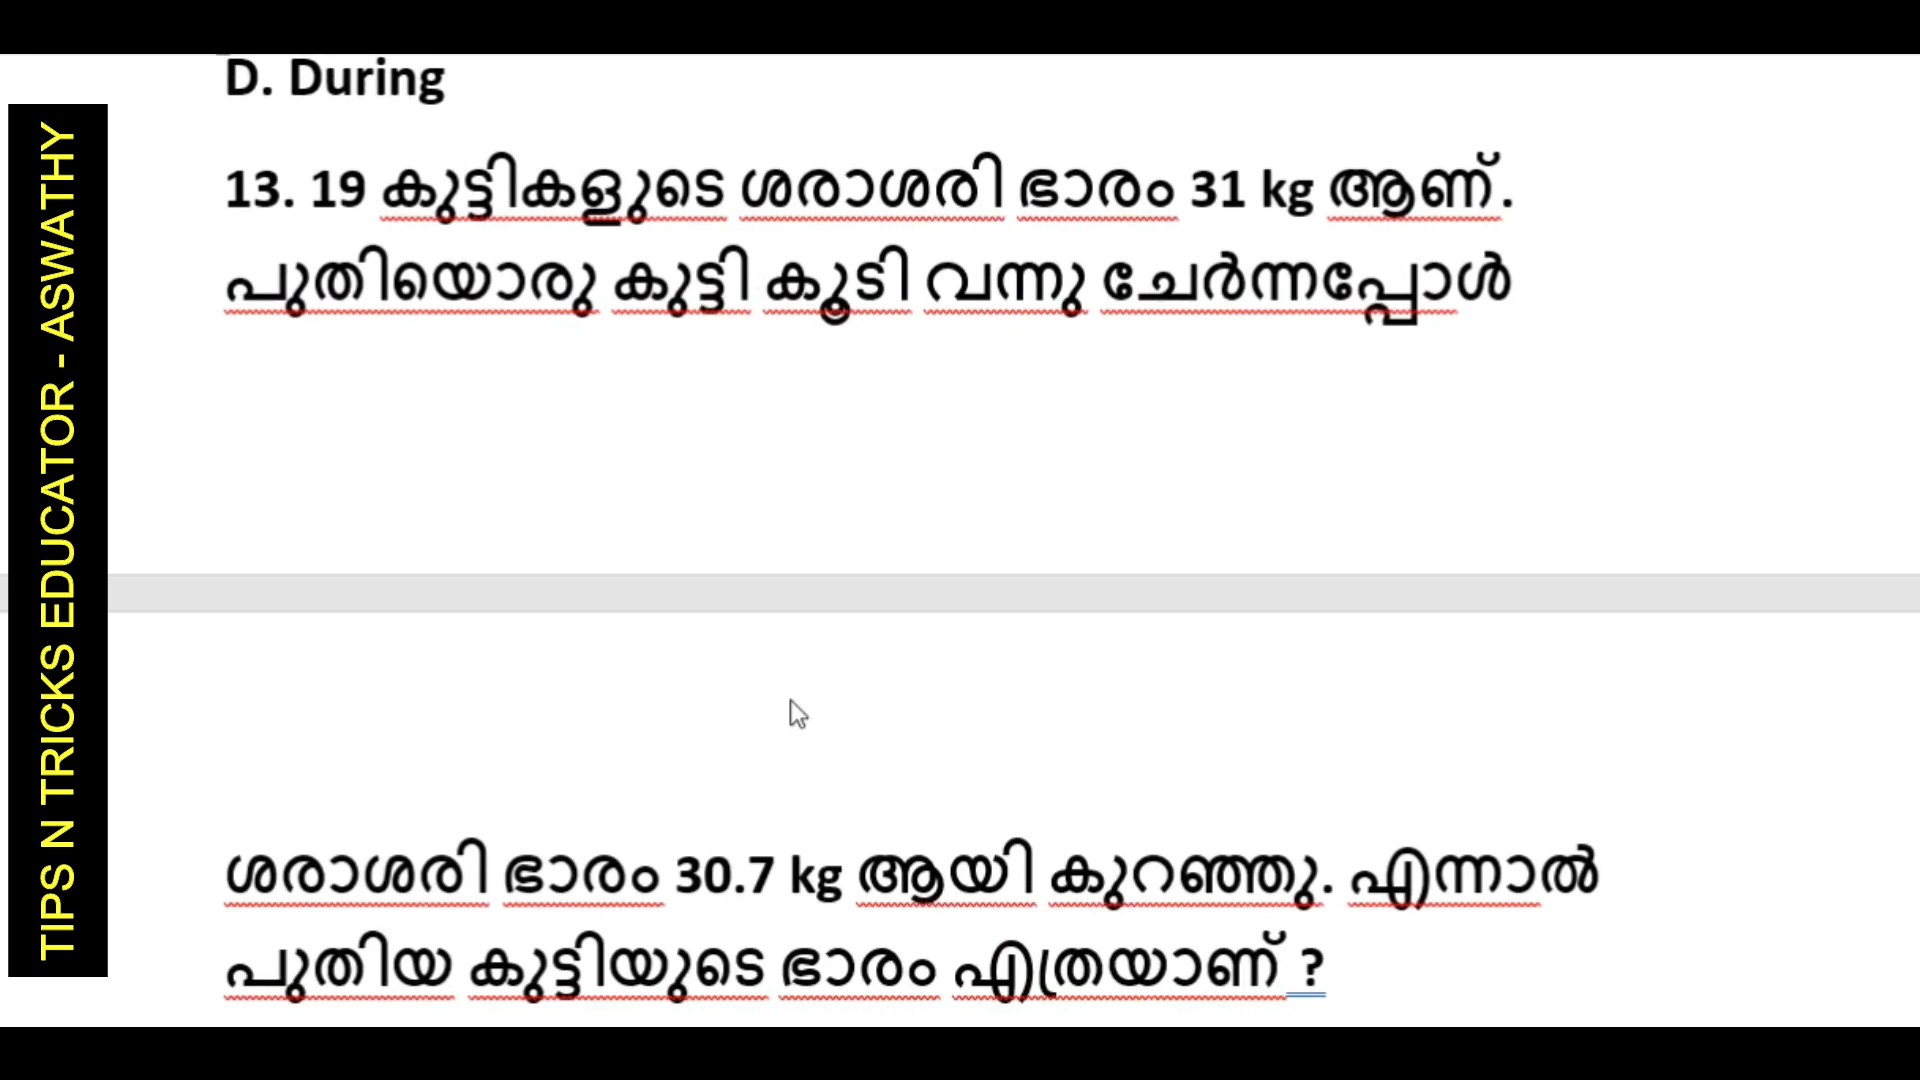 D. During
13. 19 കുട്ടികളുടെ ശരാശരി ഭാരം 31 kg ആണ്.
പുതിയൊരു കുട്ടി കൂടി വന്നു ചേർന്നപ്പോൾ
ശരാശരി ഭാരം 30.7 kg ആയി കുറഞ്ഞു. എന്നാൽ
പുതിയ കുട്ടിയുടെ ഭാരം എത്രയാണ് ?
TIPS N TRICKS EDUCATOR - ASWATHY